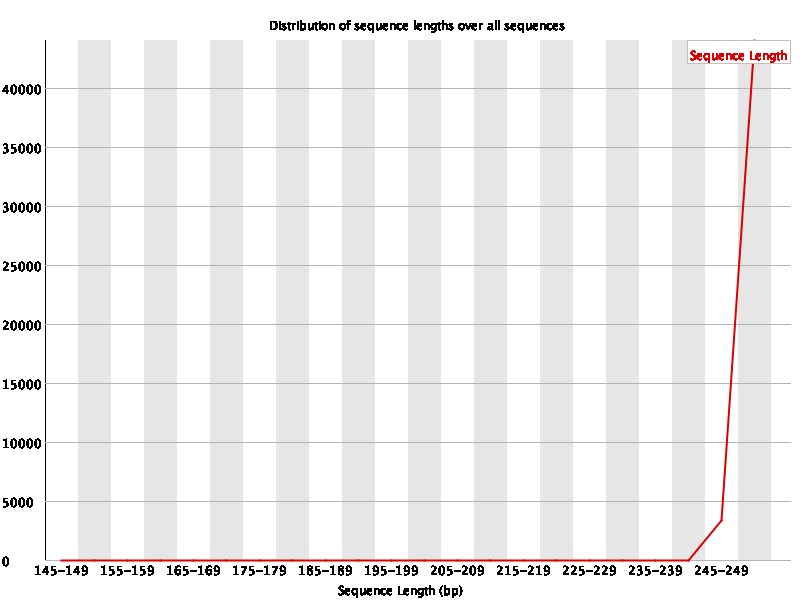 Distribution of sequence lengths over all sequences
Sequence Length
40000
35000
30000
25000
20000
15000
10000
5000
0
145–149 155–159 165–169 175–179 185–189 195–199 205–209 215–219 225–229 235–239 245–249
Sequence Length (bp)